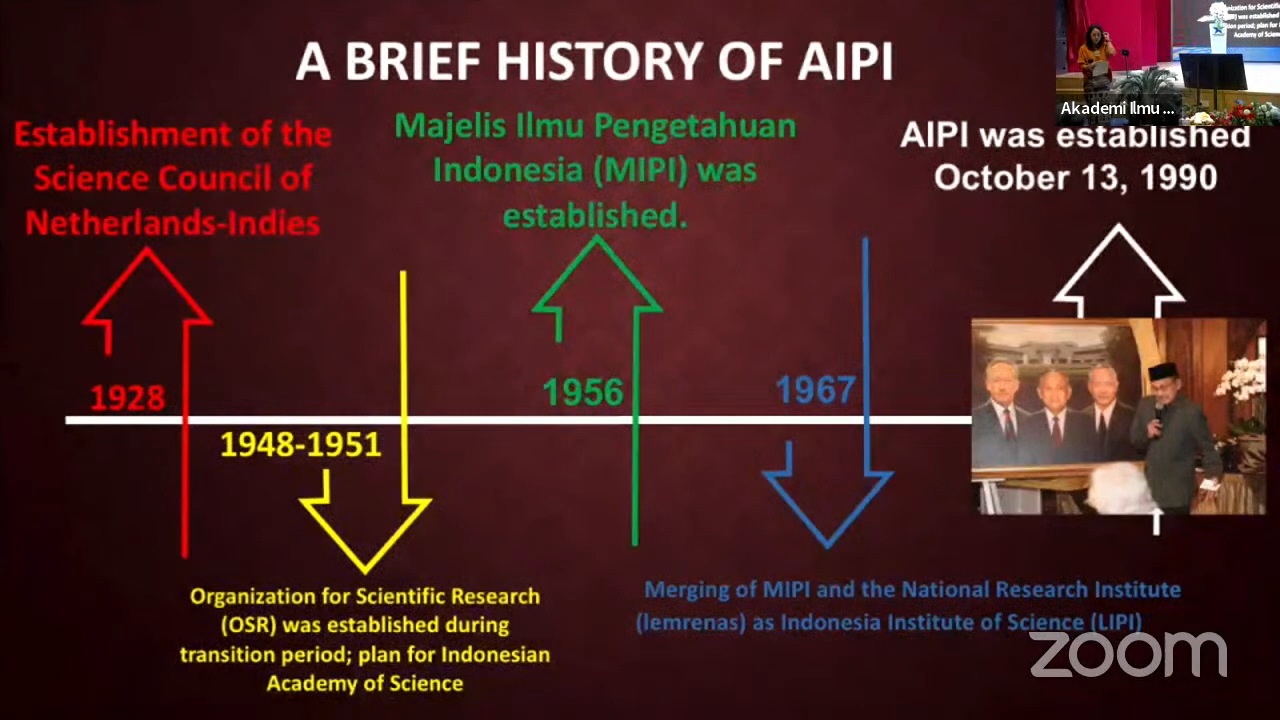 A BRIEF HISTORY OF AIPI
Akademi Ilmu ...
Establishment of the
Science Council of
Netherlands-Indies
Majelis Ilmu Pengetahuan
Indonesia (MIPI) was
established.
AIPI was established
October 13, 1990
1928
1948-1951
1956
1967
Organization for Scientific Research
(OSR) was established during
transition period; plan for Indonesian
Academy of Science
Merging of MIPI and the National Research Institute
(lemrenas) as Indonesia Institute of Science (LIPI)
zoom